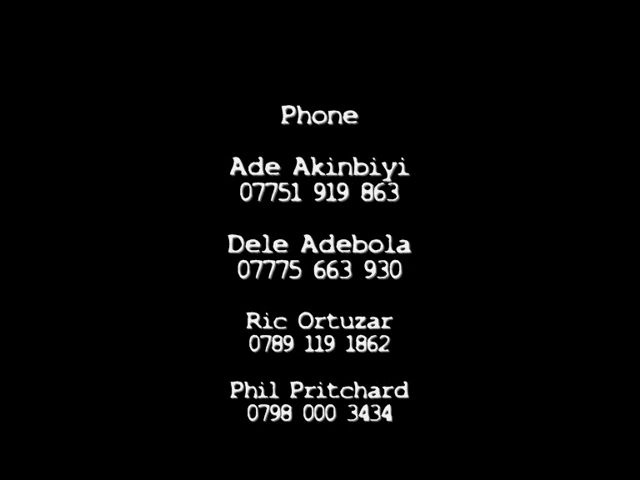 Phone
Ade Akinbiyi
07751 919 863
Dele Adebola
07775 663 930
Ric Ortuzar
0789 119 1862
Phil Pritchard
0798 000 3434